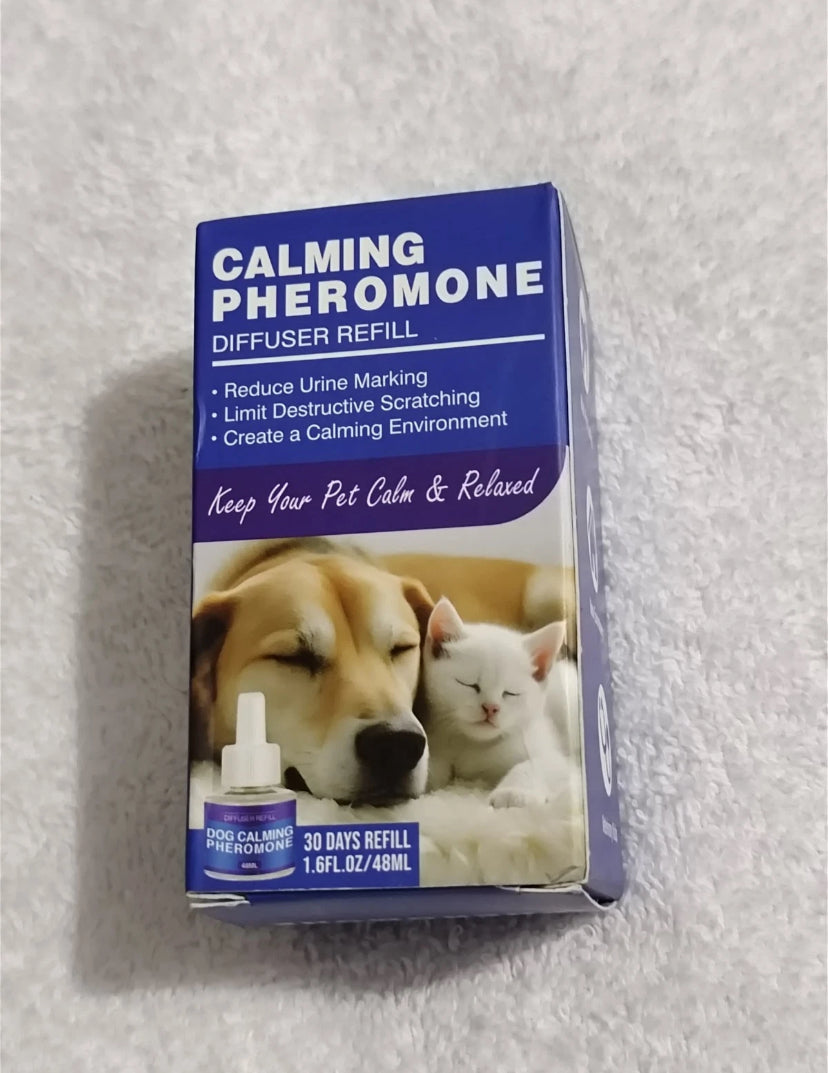 CALMING
PHEROMONE
DIFFUSER REFILL
• Reduce Urine Marking
• Limit Destructive Scratching
• Create a Calming Environment
Keep Your Pet Calm & Relaxed
DIFFUSER REFILL
DOG CALMING
PHEROMONE
48ML
30 DAYS REFILL
1.6FL.OZ/48ML